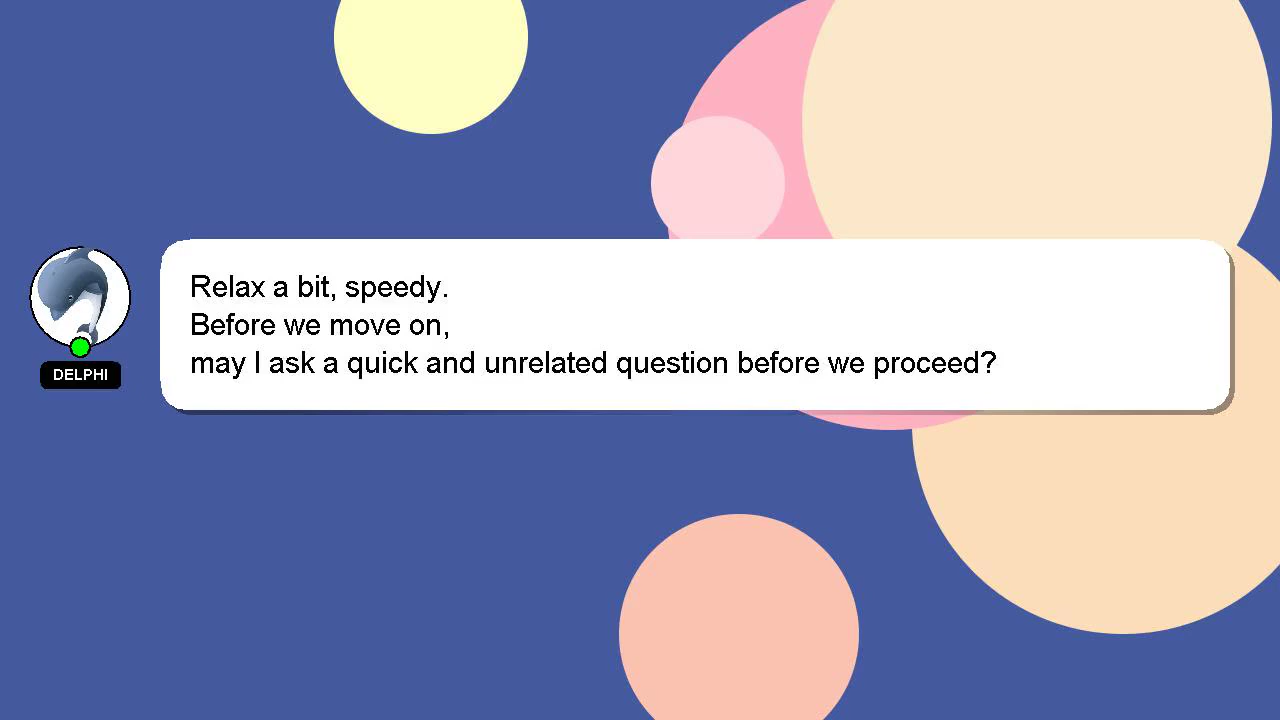 Relax a bit, speedy.
Before we move on,
may I ask a quick and unrelated question before we proceed?
DELPHI